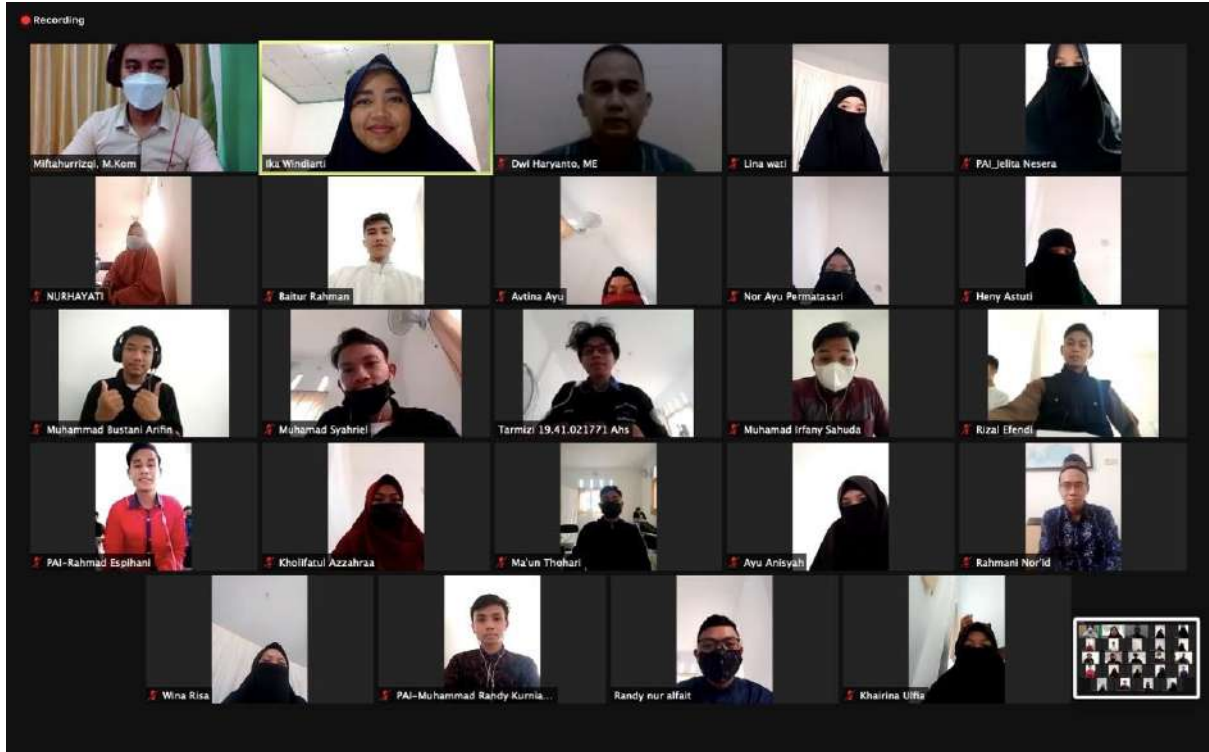 Recording
Miftahurrizqi, M.Kom
Ika Windiarti
Dwi Haryanto, ME
Lina wati
PAI_Jelita Nesera
NURHAYATI
Baitur Rahman
Avtina Ayu
Nor Ayu Permatasari
Heny Astuti
Muhammad Bustani Arifin
Muhamad Syahriel
Tarmizi 19.41.021771 Ahs
Muhamad Irfany Sahuda
Rizal Efendi
PAI-Rahmad Espihani
Kholifatul Azzahraa
Ma'un Thohari
Ayu Anisyah
Rahmani Nor'id
Wina Risa
PAI-Muhammad Randy Kurnia...
Randy nur alfait
Khairina Ulfia